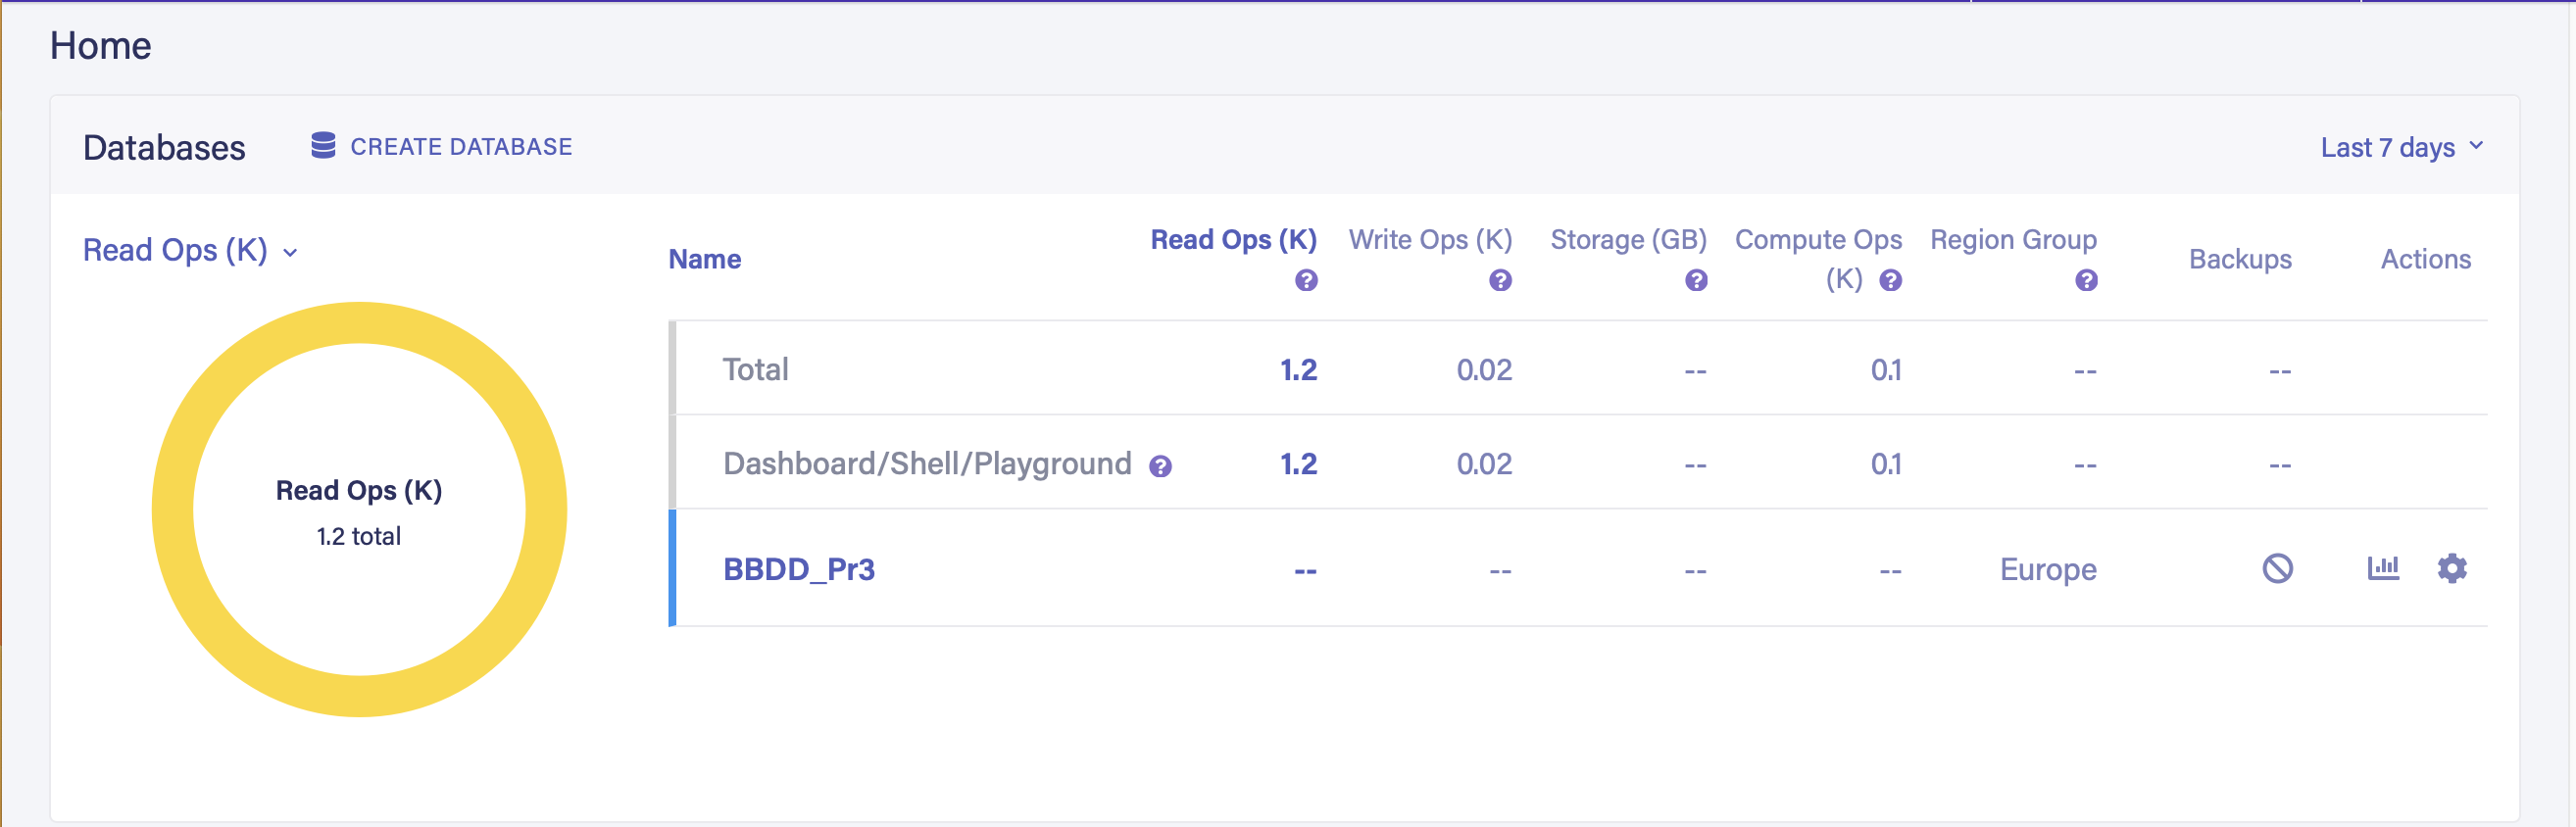 Home
Databases
CREATE DATABASE
Last 7 days
Read Ops (K)
Read Ops (K)
1.2 total
Name
Read Ops (K) ?
Write Ops (K) ?
Storage (GB) ?
Compute Ops (K) ?
Region Group ?
Backups
Actions
Total 1.2 0.02 -- 0.1 -- --
Dashboard/Shell/Playground ? 1.2 0.02 -- 0.1 -- --
BBDD_Pr3 -- -- -- -- Europe